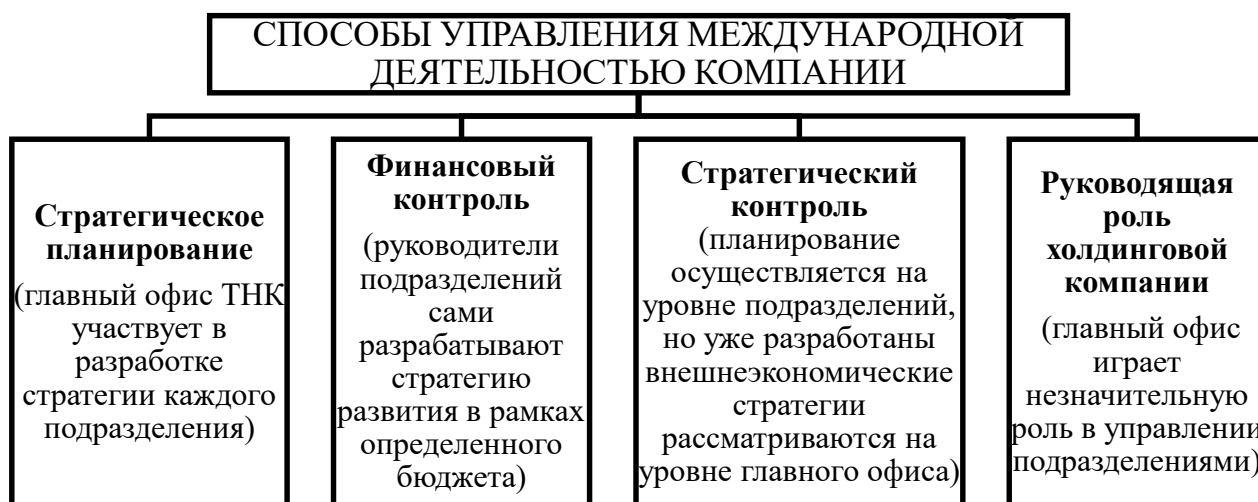 СПОСОБЫ УПРАВЛЕНИЯ МЕЖДУНАРОДНОЙ
ДЕЯТЕЛЬНОСТЬЮ КОМПАНИИ
Стратегическое
планирование
(главный офис ТНК
участвует в
разработке
стратегии каждого
подразделения)
Финансовый
контроль
(руководители
подразделений
сами
разрабатывают
стратегию
развития в рамках
определенного
бюджета)
Стратегический
контроль
(планирование
осуществляется на
уровне подразделений,
но уже разработаны
внешнеэкономические
стратегии
рассматриваются на
уровне главного офиса)
Руководящая
роль
холдинговой
компании
(главный офис
играет
незначительную
роль в управлении
подразделениями)